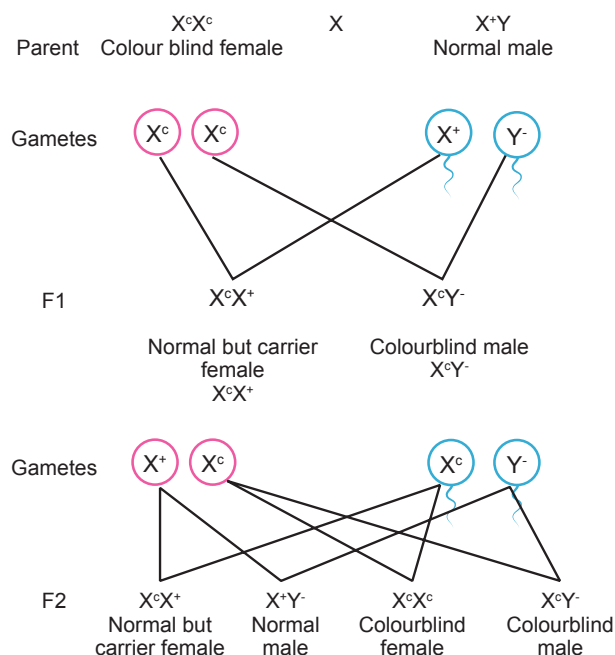 XᶜXᶜ X X⁺Y
Parent Colour blind female Normal male
Gametes Xᶜ Xᶜ X⁺ Y⁻
F1 XᶜX⁺ XᶜY⁻
Normal but carrier Colourblind male
female XᶜY⁻
XᶜX⁺
Gametes X⁺ Xᶜ Xᶜ Y⁻
F2 XᶜX⁺ X⁺Y⁻ XᶜXᶜ XᶜY⁻
Normal but Normal Colourblind Colourblind
carrier female male female male